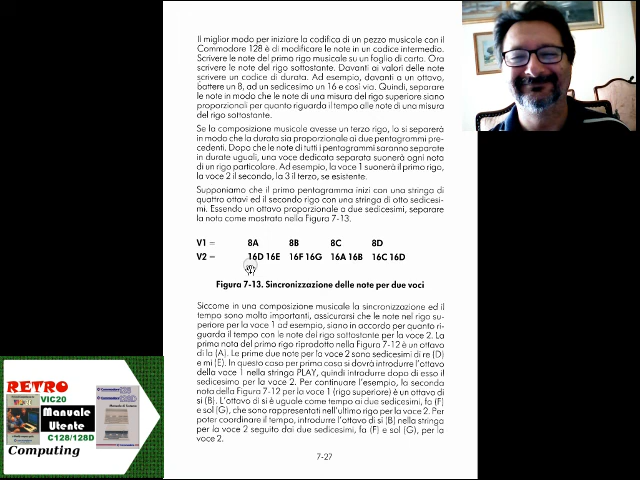 Il miglior modo per iniziare la codifica di un pezzo musicale con il
Commodore 128 è di modificare le note in un codice intermedio.
Scrivere le note del primo rigo musicale su un foglio di carta. Ora
scrivere le note del rigo sottostante. Davanti ai valori delle note
scrivere un codice di durata. Ad esempio, davanti a un ottavo,
battere un 8, ad un sedicesimo un 16 e così via. Quindi, separare
le note in modo che le note di una misura del rigo superiore siano
proporzionali per quanto riguarda il tempo alle note di una misura
del rigo sottostante.
Se la composizione musicale avesse un terzo rigo, lo si separerà
in modo che la durata sia proporzionale ai due pentagrammi pre-
cedenti. Dopo che le note di tutti i pentagrammi saranno separate
in durate uguali, una voce dedicata separata suonerà ogni nota
di un rigo particolare. Ad esempio, la voce 1 suonerà il primo rigo,
la voce 2 il secondo, la 3 il terzo, se esistente.
Supponiamo che il primo pentagramma inizi con una stringa di
quattro ottavi ed il secondo rigo con una stringa di otto sedicesi-
mi. Essendo un ottavo proporzionale a due sedicesimi, separare
la nota come mostrato nella Figura 7-13.
V1 = 8A 8B 8C 8D
V2 = 16D 16E 16F 16G 16A 16B 16C 16D
Figura 7-13. Sincronizzazione delle note per due voci
Siccome in una composizione musicale la sincronizzazione ed il
tempo sono molto importanti, assicurarsi che le note nel rigo su-
periore per la voce 1 ad esempio, siano in accordo per quanto ri-
guarda il tempo con le note del rigo sottostante per la voce 2. La
prima nota del primo rigo riprodotto nella Figura 7-12 è un ottavo
di la (A). Le prime due note per la voce 2 sono sedicesimi di re (D)
e mi (E). In questo caso per prima cosa si dovrà introdurre l'ottavo
della voce 1 nella stringa PLAY, quindi introdurre dopo di esso il
sedicesimo per la voce 2. Per continuare l'esempio, la seconda
nota della Figura 7-12 per la voce 1 (rigo superiore) è un ottavo di
si (B). L'ottavo di si è uguale come tempo ai due sedicesimi, fa (F)
e sol (G), che sono rappresentati nell'ultimo rigo per la voce 2. Per
poter coordinare il tempo, introdurre l'ottavo di si (B) nella stringa
per la voce 2 seguito dai due sedicesimi, fa (F) e sol (G), per la
voce 2.
7-27
RETRO
VIC20
Manuale
Utente
C128/128D
Computing